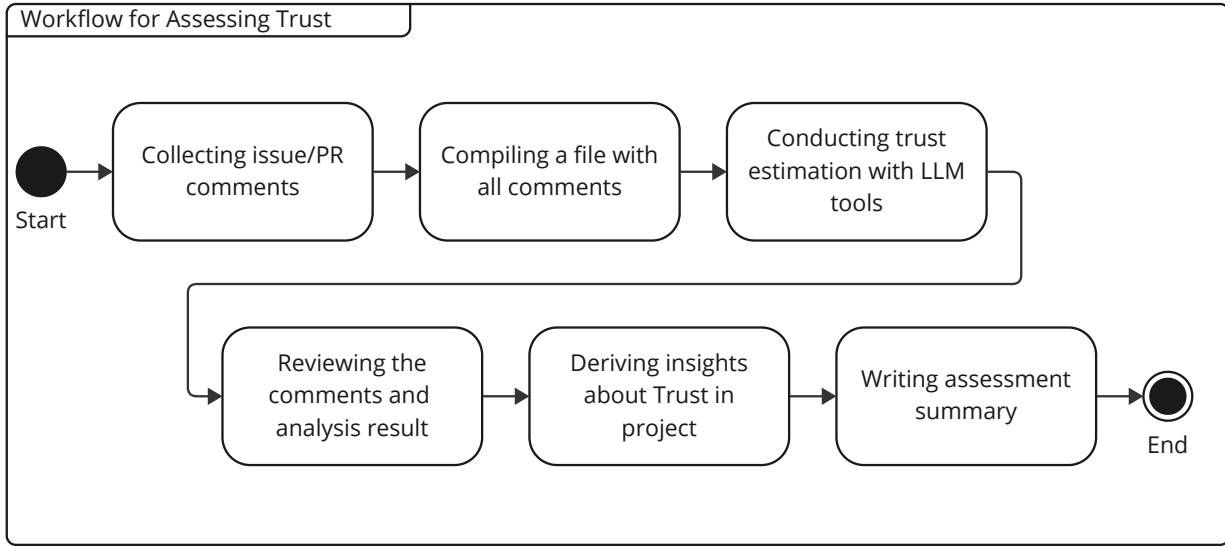 Workflow for Assessing Trust
Start
Collecting issue/PR
comments
Compiling a file with
all comments
Conducting trust
estimation with LLM
tools
Reviewing the
comments and
analysis result
Deriving insights
about Trust in
project
Writing assessment
summary
End